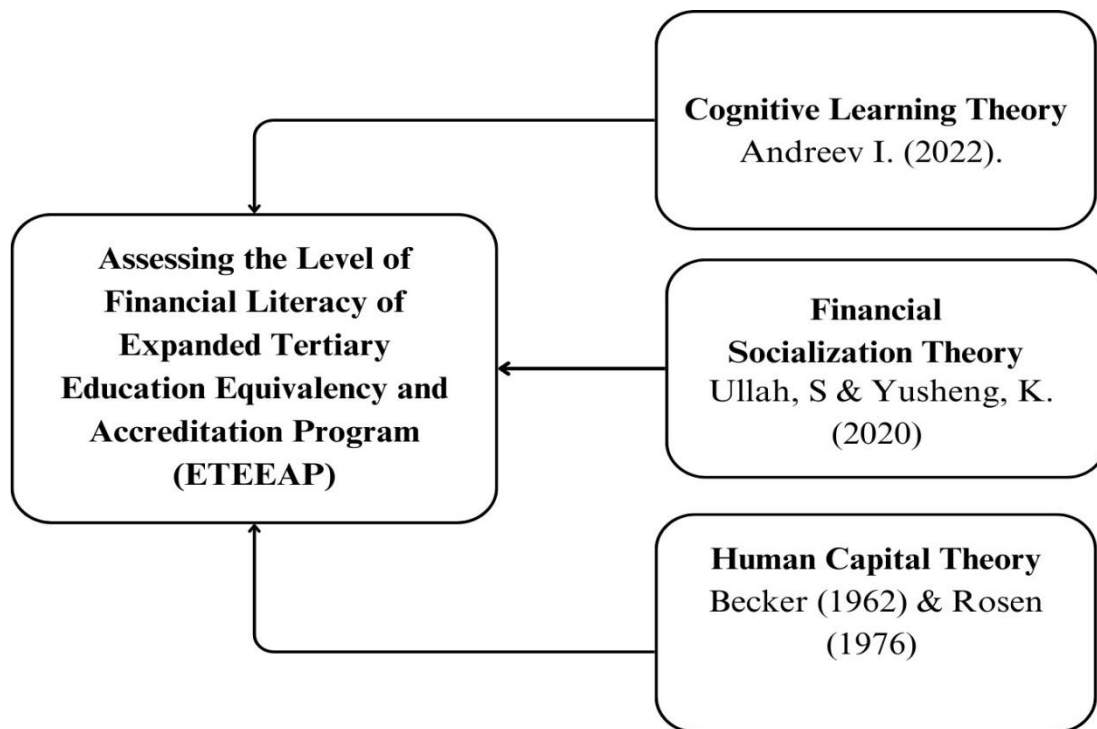 Cognitive Learning Theory
Andreev I. (2022).
Assessing the Level of
Financial Literacy of
Expanded Tertiary
Education Equivalency and
Accreditation Program
(ETEEAP)
Financial
Socialization Theory
Ullah, S & Yusheng, K.
(2020)
Human Capital Theory
Becker (1962) & Rosen
(1976)